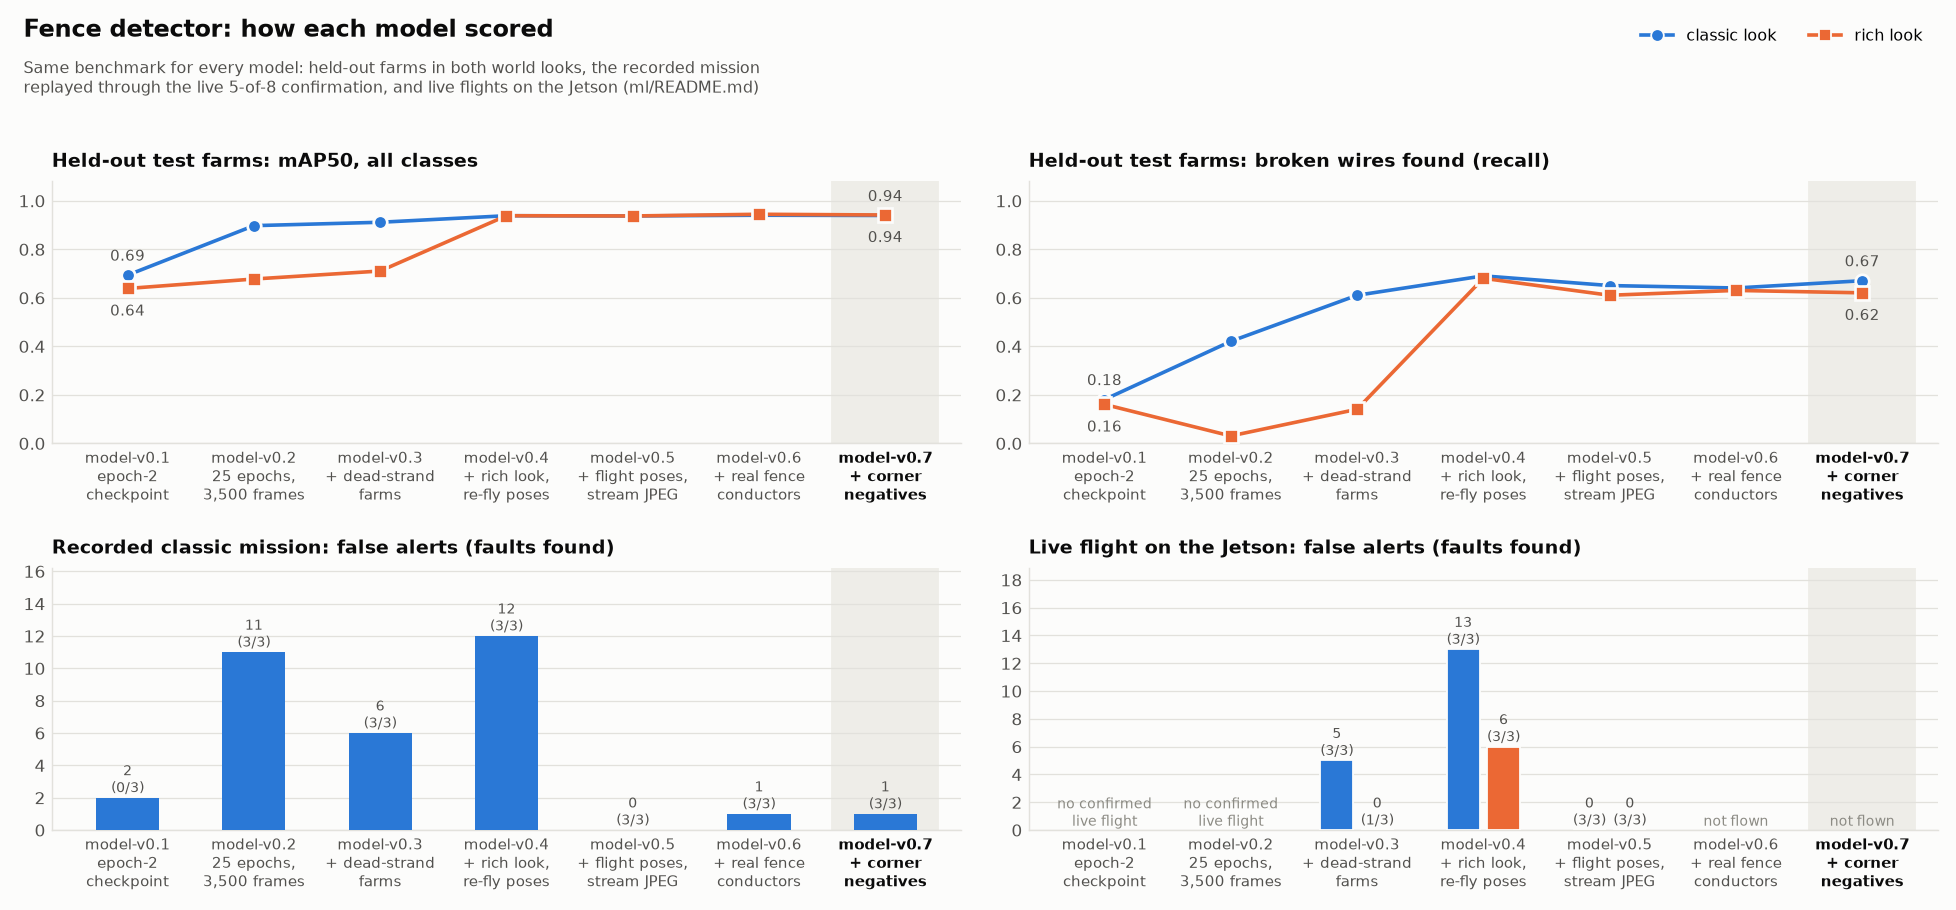 Fence detector: how each model scored
classic look
rich look
Same benchmark for every model: held-out farms in both world looks, the recorded mission
replayed through the live 5-of-8 confirmation, and live flights on the Jetson (ml/README.md)
Held-out test farms: mAP50, all classes
1.0
0.8
0.6
0.4
0.2
0.0
0.69
0.64
0.94
0.94
model-v0.1
epoch-2
checkpoint
model-v0.2
25 epochs,
3,500 frames
model-v0.3
+ dead-strand
farms
model-v0.4
+ rich look,
re-fly poses
model-v0.5
+ flight poses,
stream JPEG
model-v0.6
+ real fence
conductors
model-v0.7
+ corner
negatives
Held-out test farms: broken wires found (recall)
1.0
0.8
0.6
0.4
0.2
0.0
0.18
0.16
0.67
0.62
model-v0.1
epoch-2
checkpoint
model-v0.2
25 epochs,
3,500 frames
model-v0.3
+ dead-strand
farms
model-v0.4
+ rich look,
re-fly poses
model-v0.5
+ flight poses,
stream JPEG
model-v0.6
+ real fence
conductors
model-v0.7
+ corner
negatives
Recorded classic mission: false alerts (faults found)
16
14
12
10
8
6
4
2
0
2
(0/3)
11
(3/3)
6
(3/3)
12
(3/3)
0
(3/3)
1
(3/3)
1
(3/3)
model-v0.1
epoch-2
checkpoint
model-v0.2
25 epochs,
3,500 frames
model-v0.3
+ dead-strand
farms
model-v0.4
+ rich look,
re-fly poses
model-v0.5
+ flight poses,
stream JPEG
model-v0.6
+ real fence
conductors
model-v0.7
+ corner
negatives
Live flight on the Jetson: false alerts (faults found)
18
16
14
12
10
8
6
4
2
0
no confirmed
live flight
no confirmed
live flight
5
(3/3)
0
(1/3)
13
(3/3)
6
(3/3)
0
(3/3)
0
(3/3)
not flown
not flown
model-v0.1
epoch-2
checkpoint
model-v0.2
25 epochs,
3,500 frames
model-v0.3
+ dead-strand
farms
model-v0.4
+ rich look,
re-fly poses
model-v0.5
+ flight poses,
stream JPEG
model-v0.6
+ real fence
conductors
model-v0.7
+ corner
negatives